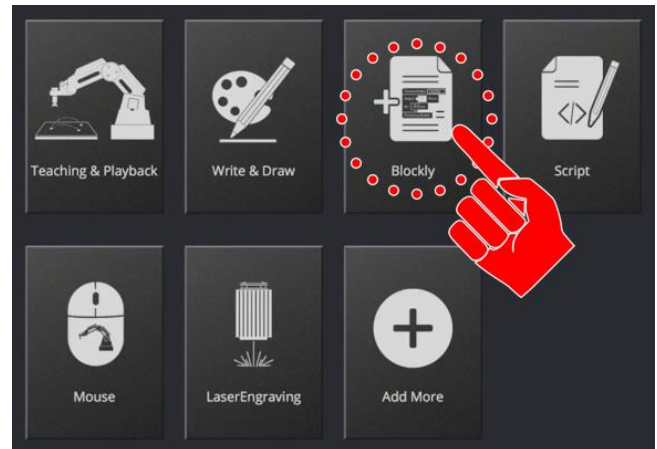 Teaching & Playback
Write & Draw
Blockly
Script
</>
Mouse
LaserEngraving
Add More